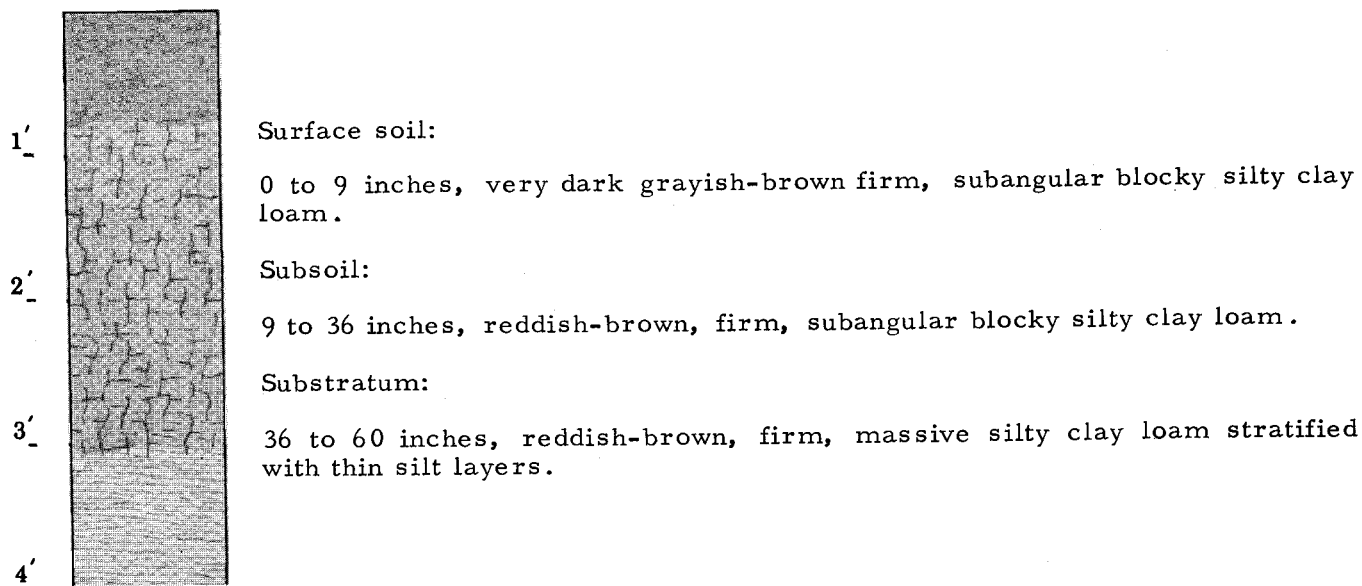 1'
Surface soil:
0 to 9 inches, very dark grayish-brown firm, subangular blocky silty clay
loam.
2'
Subsoil:
9 to 36 inches, reddish-brown, firm, subangular blocky silty clay loam.
Substratum:
3'
36 to 60 inches, reddish-brown, firm, massive silty clay loam stratified
with thin silt layers.
4'